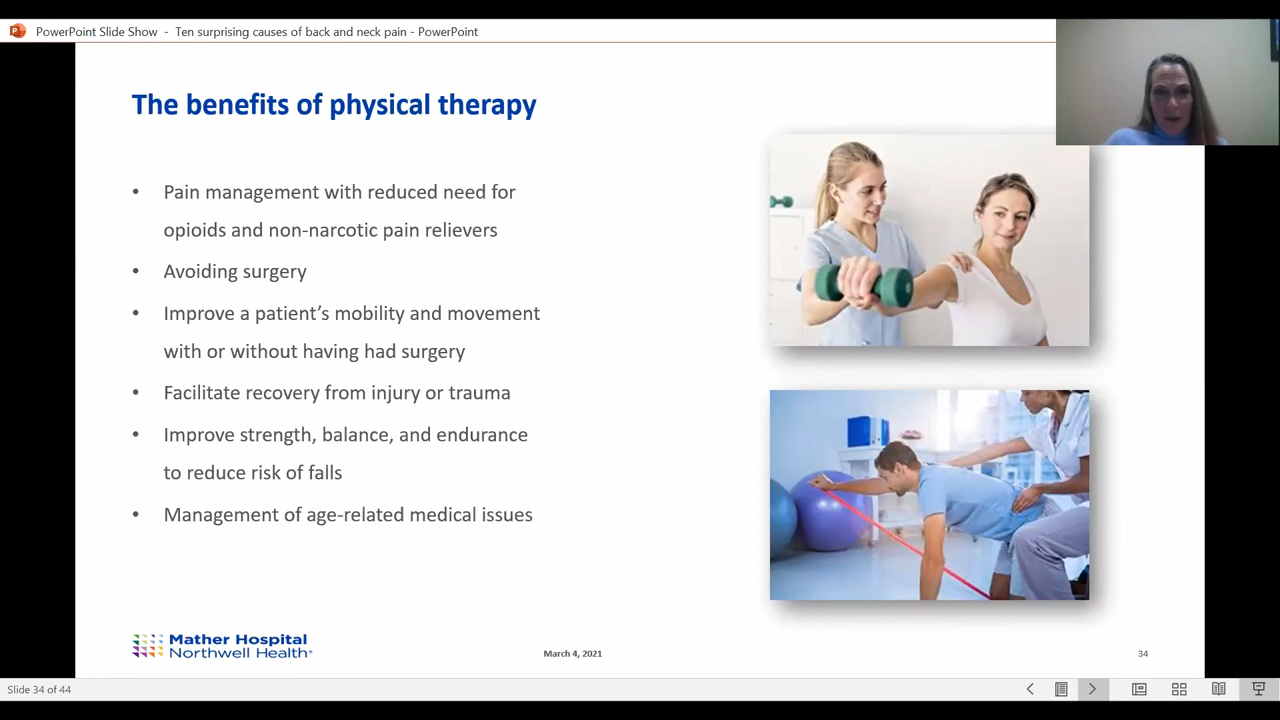 PowerPoint Slide Show - Ten surprising causes of back and neck pain - PowerPoint
The benefits of physical therapy
• Pain management with reduced need for
opioids and non-narcotic pain relievers
• Avoiding surgery
• Improve a patient’s mobility and movement
with or without having had surgery
• Facilitate recovery from injury or trauma
• Improve strength, balance, and endurance
to reduce risk of falls
• Management of age-related medical issues
Mather Hospital
Northwell Health®
March 4, 2021
34
Slide 34 of 44